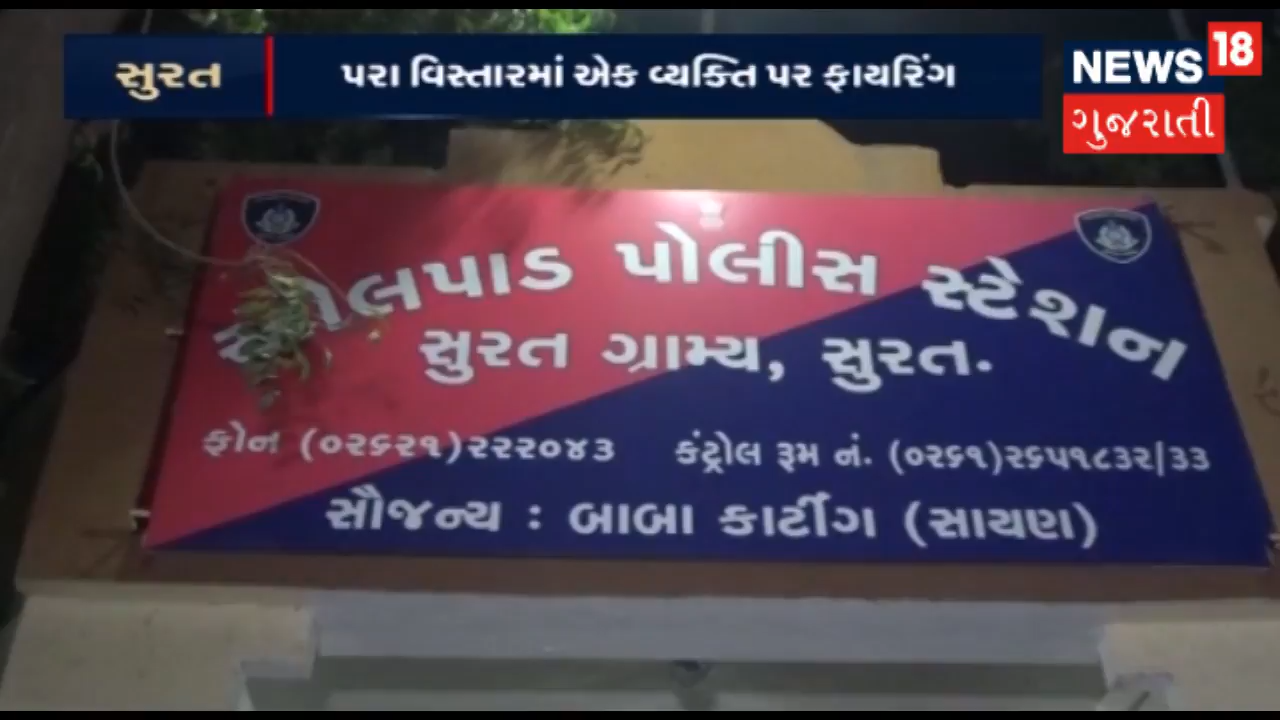 સુરત
પરા વિસ્તારમાં એક વ્યક્તિ પર ફાયરિંગ
NEWS 18
ગુજરાતી
પોલીસ સ્ટેશન
સુરત ગ્રામ્ય, સુરત.
ફોન (૦૨૬૨૧)૨૨૨૦૪૩ કંટ્રોલ રૂમ નં. (૦૨૬૧)૨૬૫૧૮૩૨/૩૩
સૌજન્ય : બાબા કાર્ટીંગ (સાયણ)